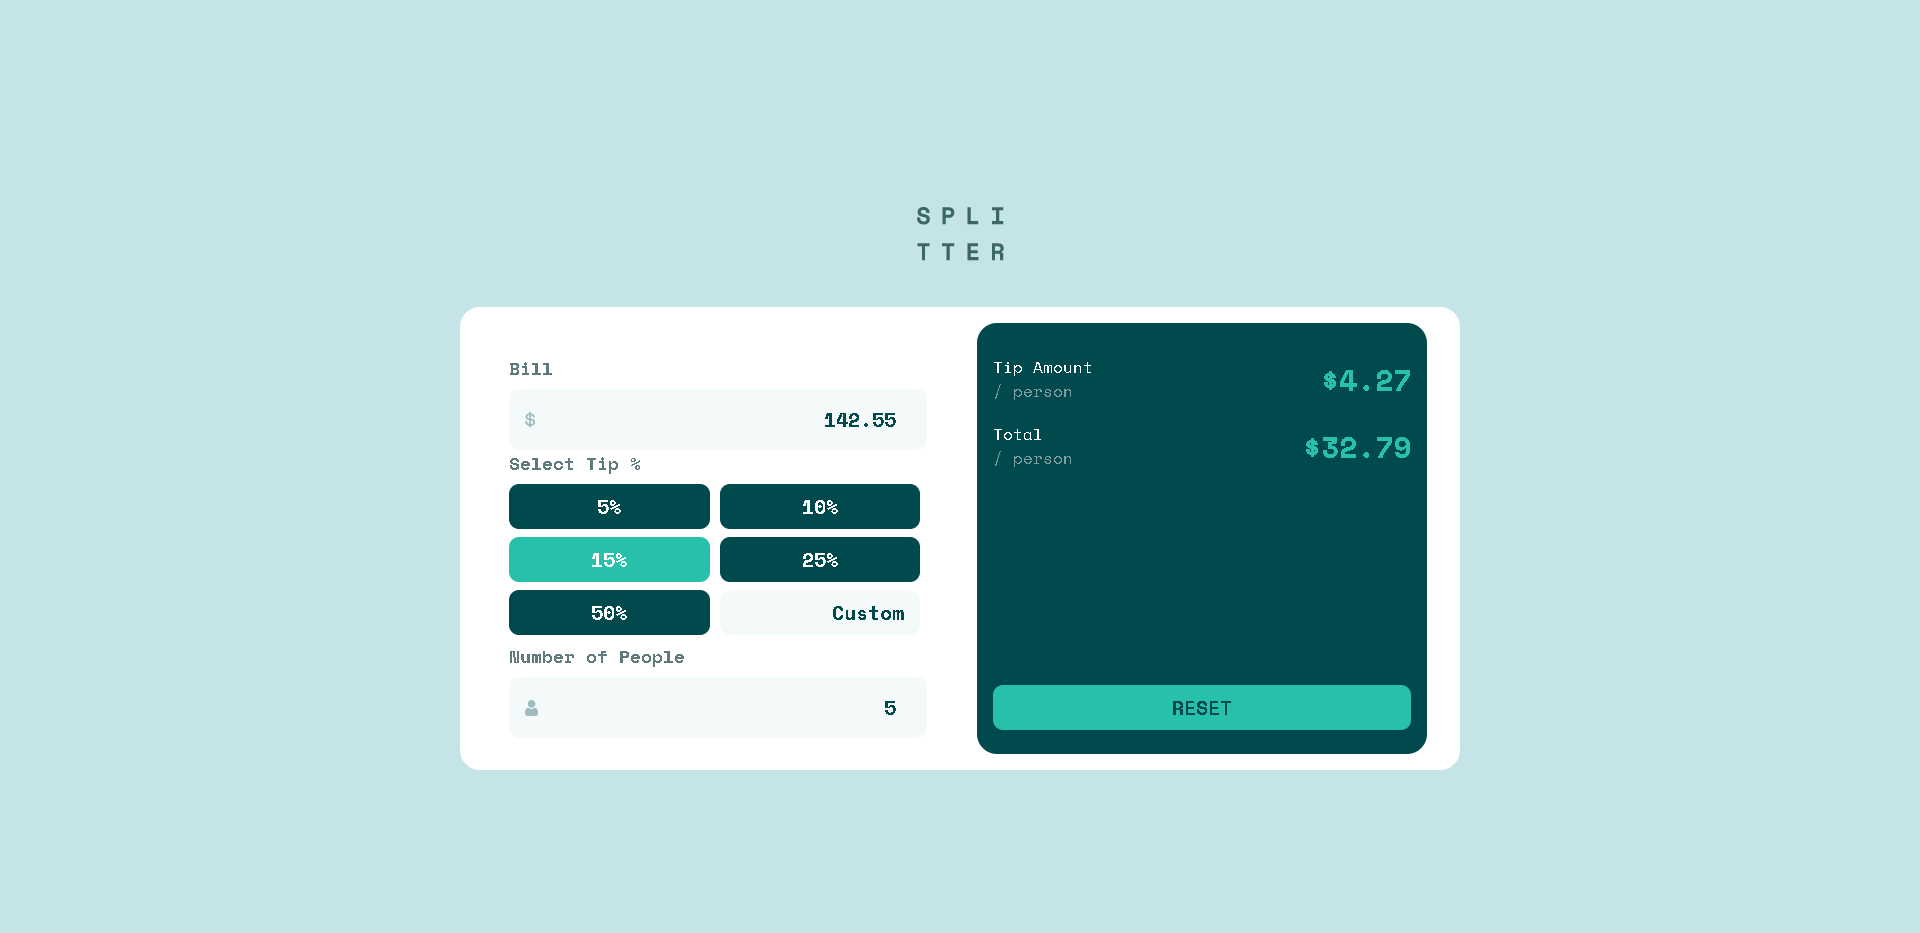 SPLI
TTER
Bill
$ 142.55
Select Tip %
5% 10%
15% 25%
50% Custom
Number of People
5
Tip Amount
/ person
$4.27
Total
/ person
$32.79
RESET